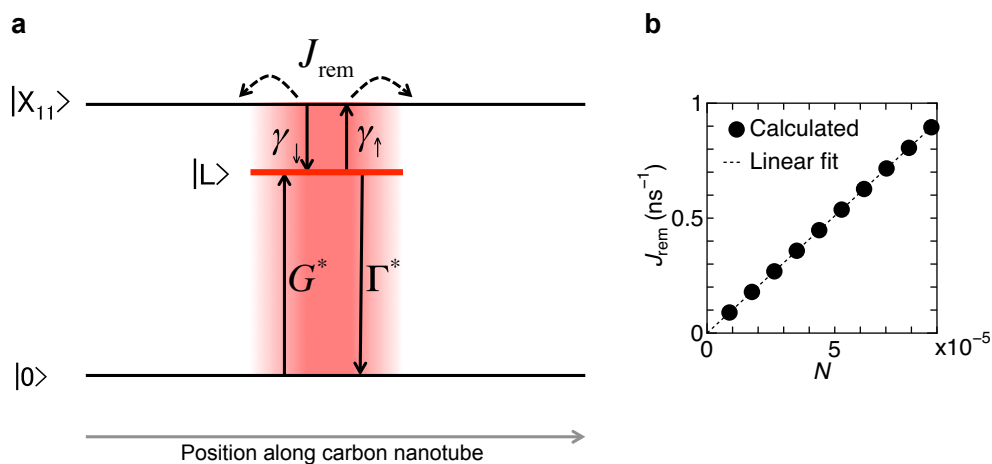 a
J_rem
|X₁₁>
γ↓
γ↑
|L>
G*
Γ*
|0>
Position along carbon nanotube
b
J_rem (ns⁻¹)
1
0.5
0
Calculated
Linear fit
0
5
x10⁻⁵
N